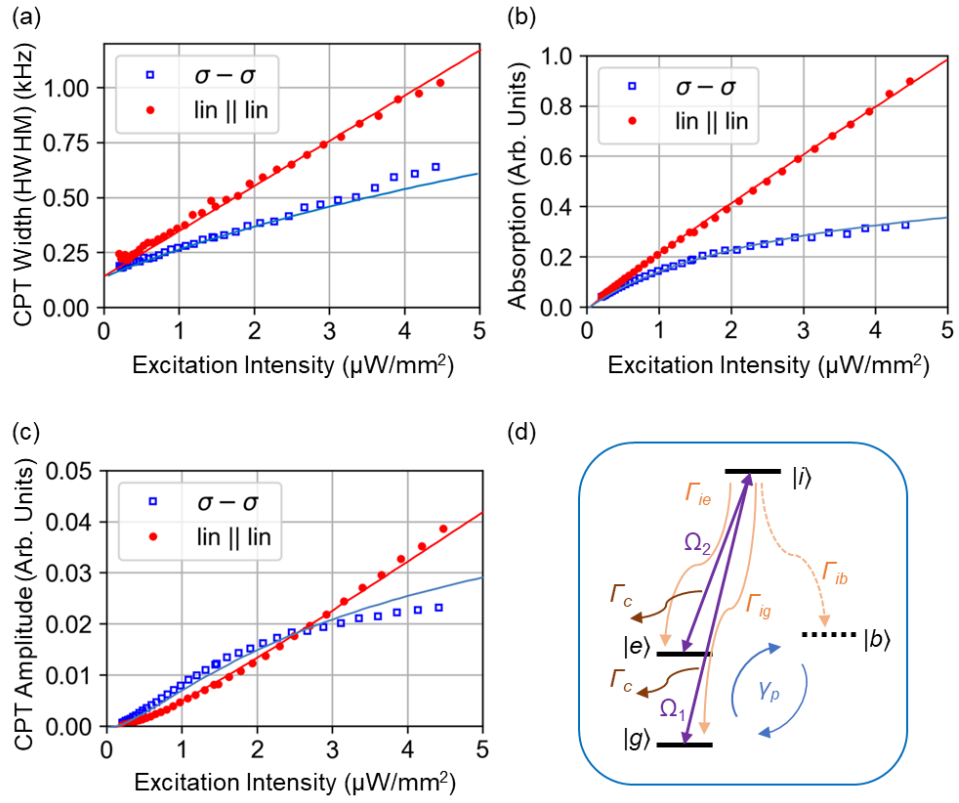 (a)
CPT Width (HWHM) (kHz)
1.00
0.75
0.50
0.25
0.00
σ − σ
lin || lin
0 1 2 3 4 5
Excitation Intensity (µW/mm²)
(b)
Absorption (Arb. Units)
1.0
0.8
0.6
0.4
0.2
0.0
σ − σ
lin || lin
0 1 2 3 4 5
Excitation Intensity (µW/mm²)
(c)
CPT Amplitude (Arb. Units)
0.05
0.04
0.03
0.02
0.01
0.00
σ − σ
lin || lin
0 1 2 3 4 5
Excitation Intensity (µW/mm²)
(d)
|i⟩
Γie
Ω2
Γib
Γc
Γig
|e⟩
|b⟩
Γc
Ω1
γp
|g⟩